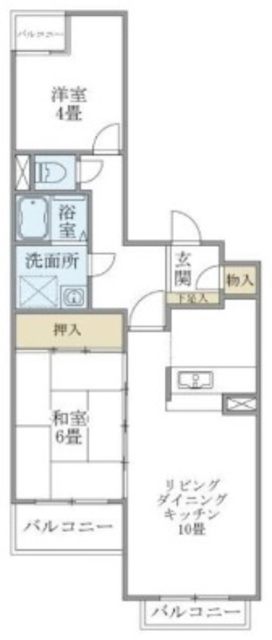 バルコニー
洋室
4畳
浴室
洗面所
玄関
物入
下足入
押入
和室
6畳
リビング
ダイニング
キッチン
10畳
バルコニー
バルコニー